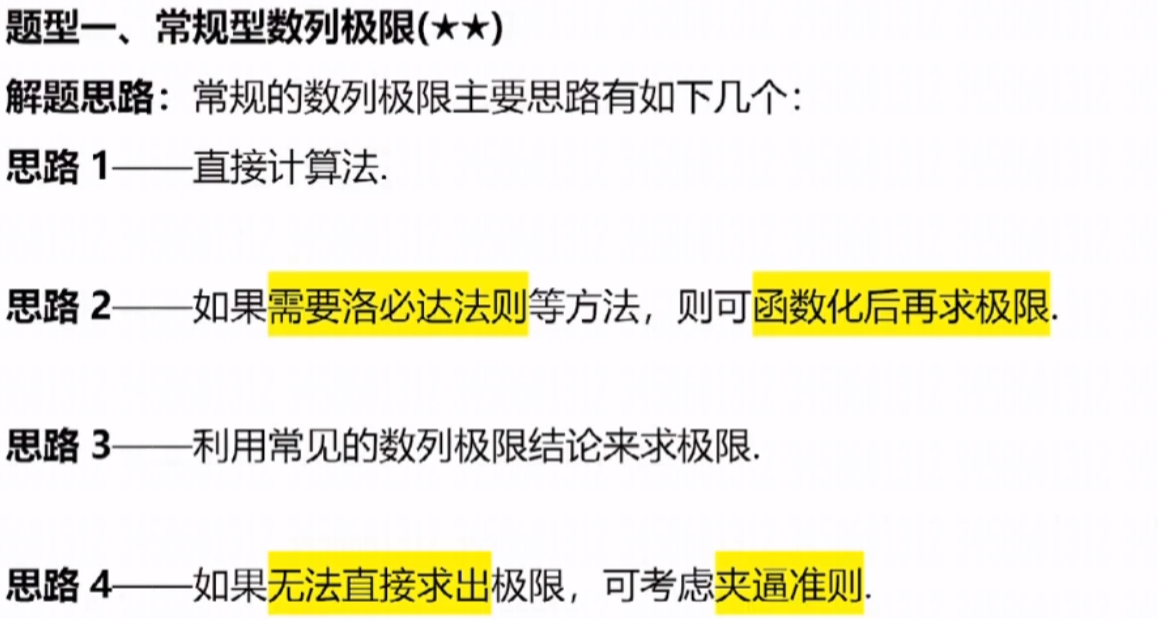 题型一、常规型数列极限(★★)
解题思路：常规的数列极限主要思路有如下几个：
思路 1——直接计算法.
思路 2——如果需要洛必达法则等方法，则可函数化后再求极限.
思路 3——利用常见的数列极限结论来求极限.
思路 4——如果无法直接求出极限，可考虑夹逼准则.